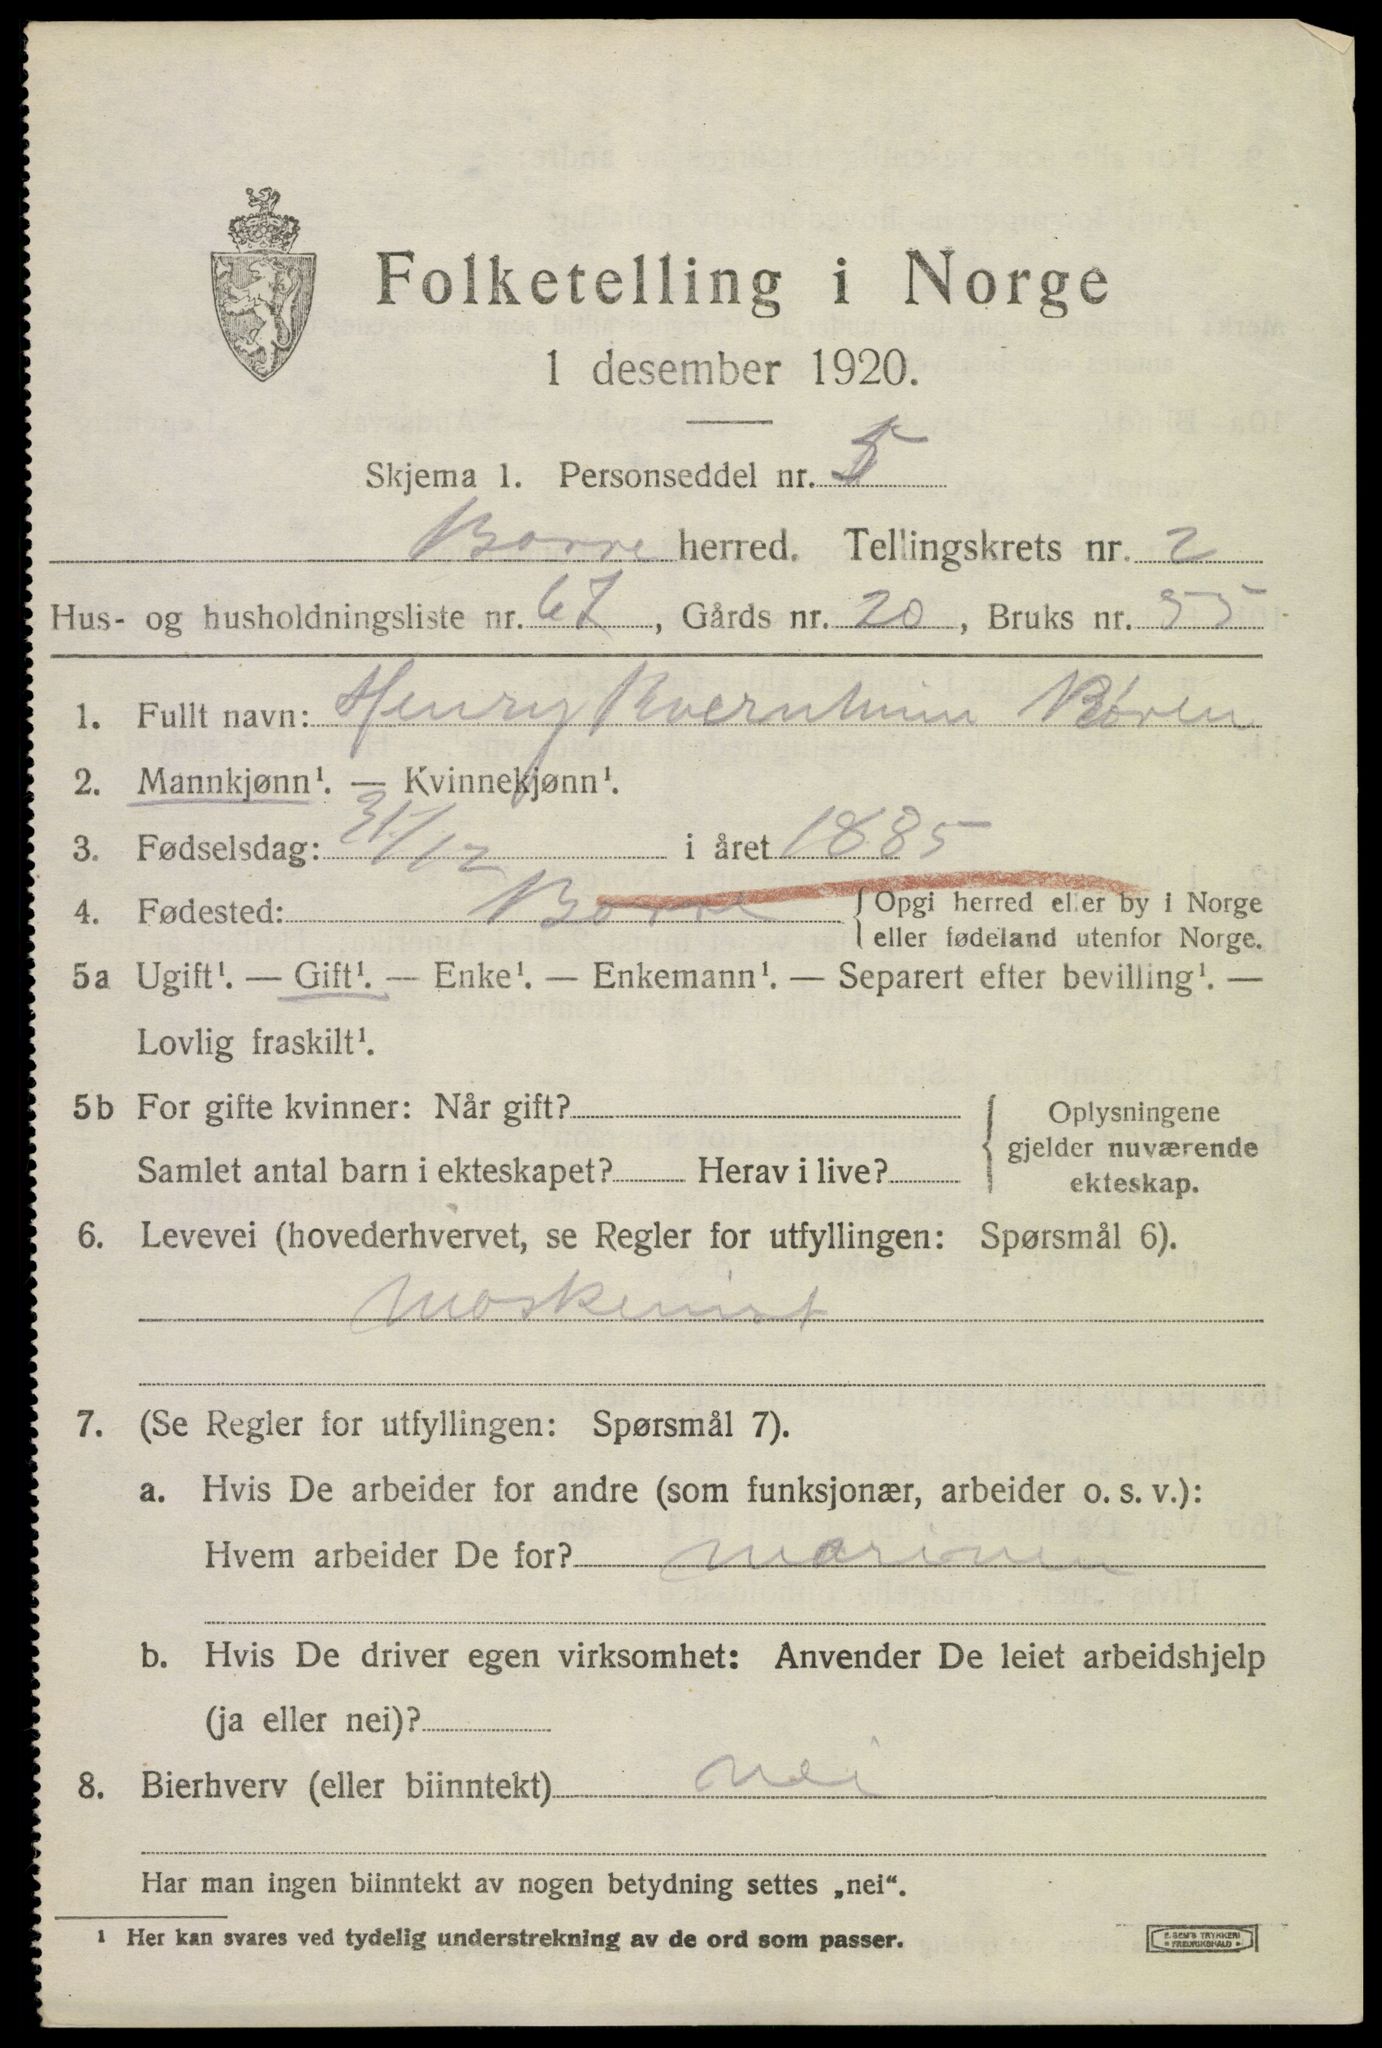 Folketelling i Norge
1 desember 1920.
Skjema 1. Personseddel nr. 5
Borre herred. Tellingskrets nr. 2
Hus- og husholdningsliste nr. 67, Gårds nr. 20, Bruks nr. 55
1. Fullt navn: Henry
2. Mannkjønn¹. — Kvinnekjønn¹.
3. Fødselsdag: 31/12 i året 1885
4. Fødested: Borre { Opgi herred eller by i Norge
eller fødeland utenfor Norge.
5a Ugift¹. — Gift¹. — Enke¹. — Enkemann¹. — Separert efter bevilling¹. —
Lovlig fraskilt¹.
5b For gifte kvinner: Når gift?
Samlet antal barn i ekteskapet? Herav i live?
{ Oplysningene
gjelder nuværende
ekteskap.
6. Levevei (hovederhvervet, se Regler for utfyllingen: Spørsmål 6).
Maskinist
7. (Se Regler for utfyllingen: Spørsmål 7).
a. Hvis De arbeider for andre (som funksjonær, arbeider o. s. v.):
Hvem arbeider De for? Marinen
b. Hvis De driver egen virksomhet: Anvender De leiet arbeidshjelp
(ja eller nei)?
8. Bierhverv (eller biinntekt) Nei
Har man ingen biinntekt av nogen betydning settes „nei“.
¹ Her kan svares ved tydelig understrekning av de ord som passer.
E. SEM'S TRYKKERI
FREDRIKSHALD